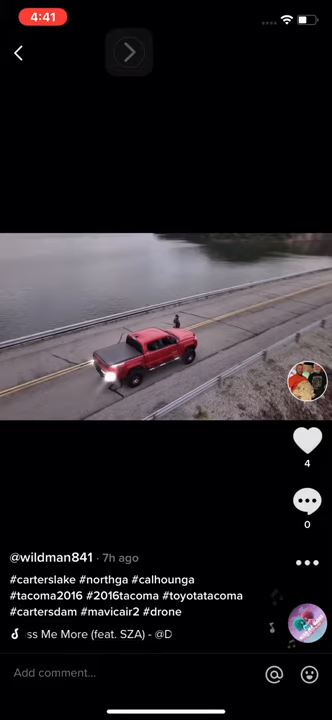 4:41
4
0
@wildman841 · 7h ago
#carterslake #northga #calhounga
#tacoma2016 #2016tacoma #toyotatacoma
#cartersdam #mavicair2 #drone
ss Me More (feat. SZA) - @D
Add comment...